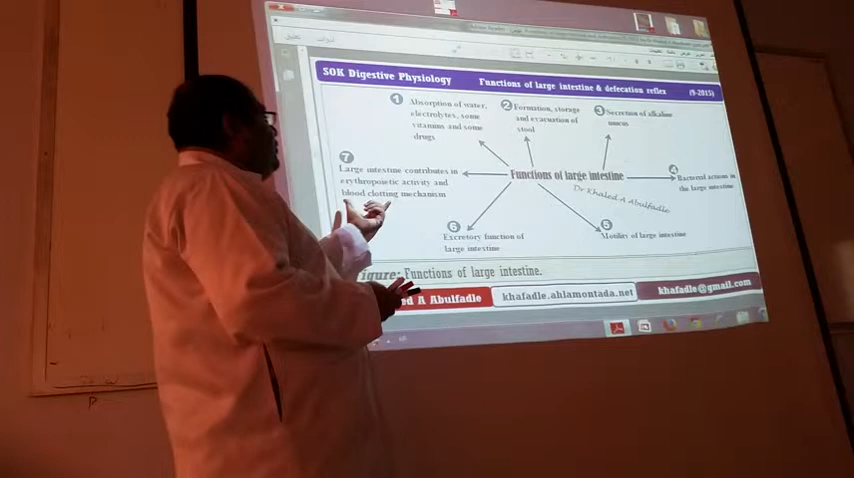 تعليق
SOK Digestive Physiology
Functions of large intestine & defecation reflex
(9-2015)
1
Absorption of water,
electrolytes, some
vitamins and some
drugs
2
Formation, storage
and evacuation of
stool
3
Secretion of alkaline
mucus
7
Large intestine contributes in
erythropoietic activity and
blood clotting mechanism
Functions of large intestine
Dr Khaled A Abulfadle
4
Bacterial actions in
the large intestine
6
Excretory function of
large intestine
5
Motility of large intestine
Figure: Functions of large intestine.
ed A Abulfadle
khafadle.ahlamontada.net
khafadle@gmail.com